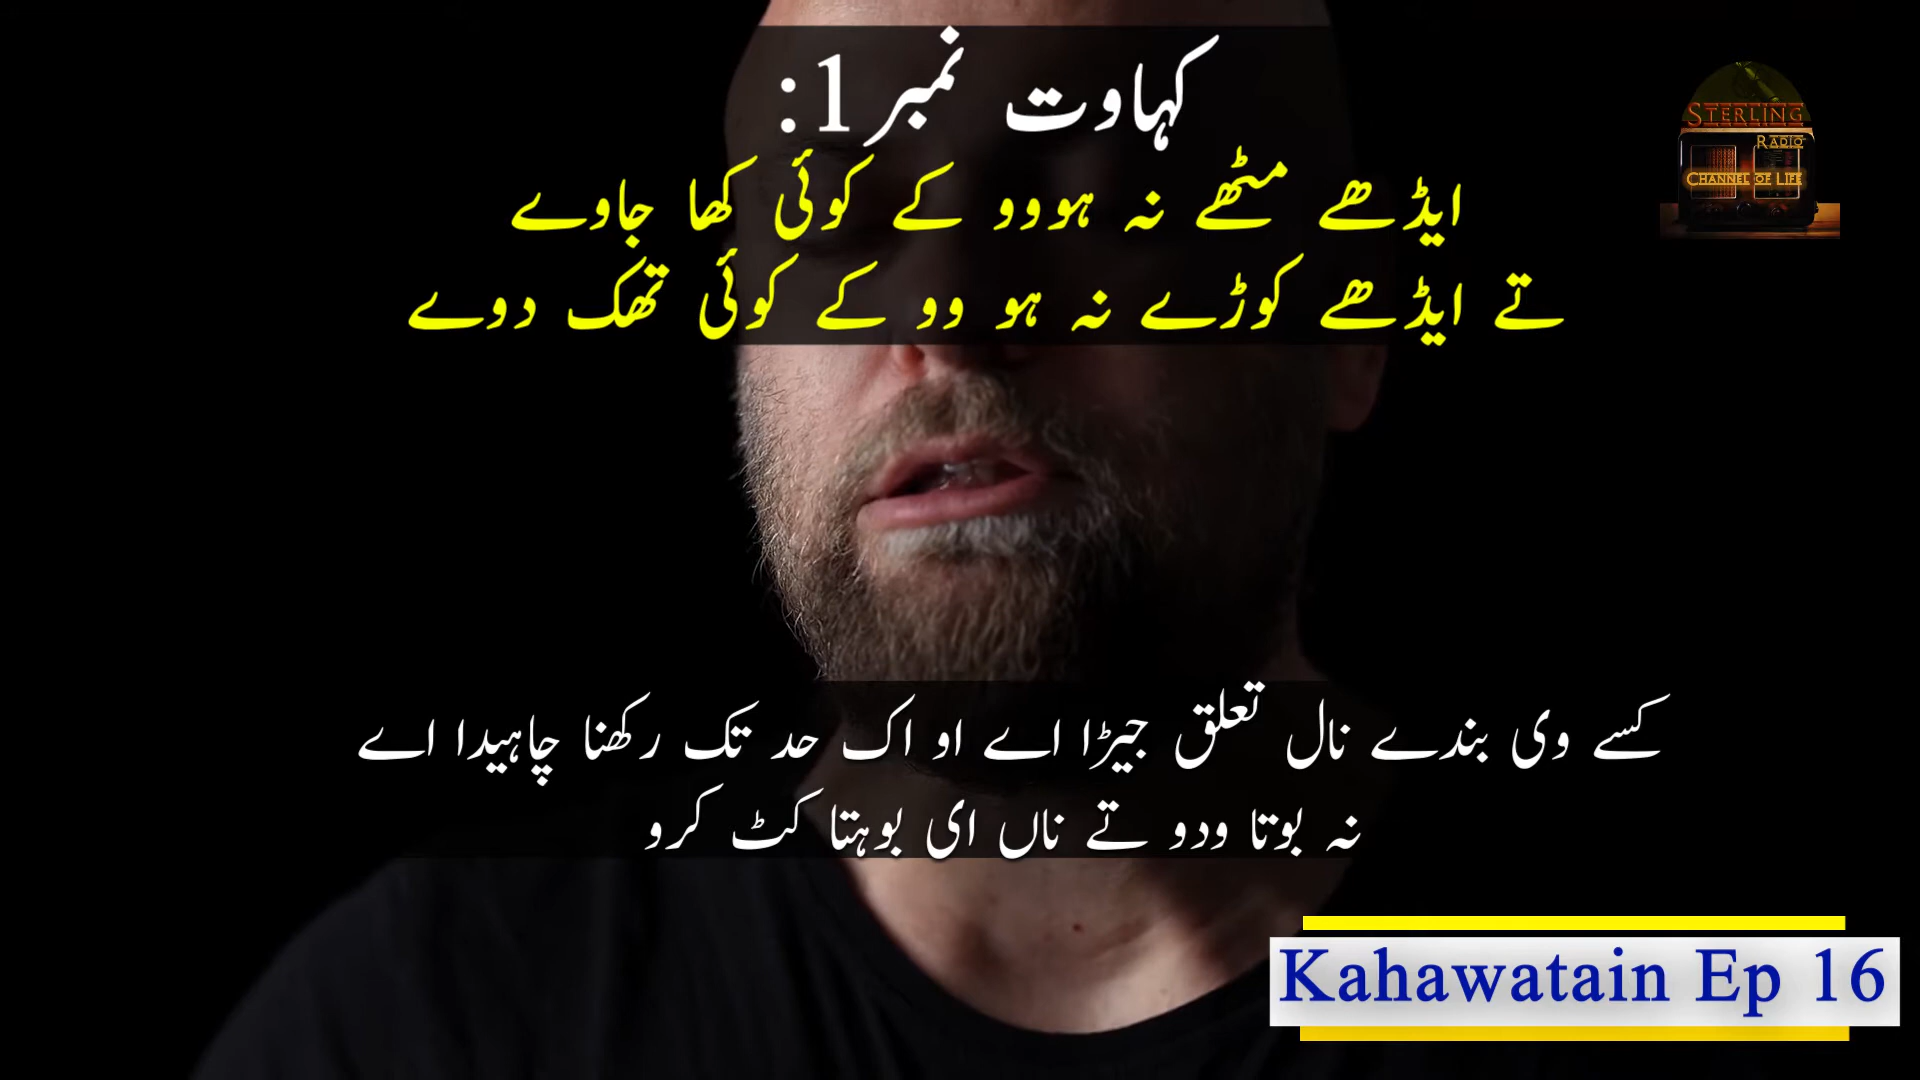 کہاوت نمبر1:
ایڈھے مٹھے نہ ہووو کے کوئی کھا جاوے
تے ایڈھے کوڑے نہ ہو وو کے کوئی تھک دوے
STERLING
RADIO
CHANNEL OF LIFE
کسے وی بندے نال تعلق جیڑا اے او اک حد تک رکھنا چاہیدا اے
نہ بوتا ودو تے ناں ای بوہتا کٹ کرو
Kahawatain Ep 16